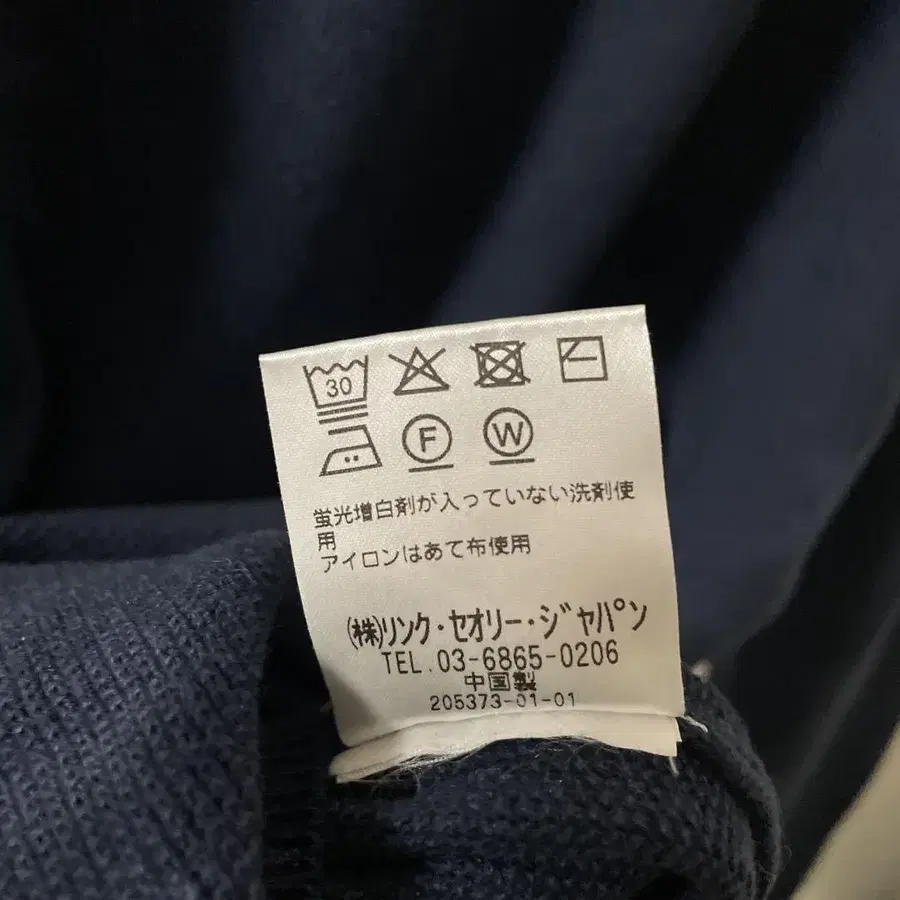 30
F W
蛍光増白剤が入っていない洗剤使
用
アイロンはあて布使用
(株)リンク・セオリー・ジャパン
TEL.03-6865-0206
中国製
205373-01-01